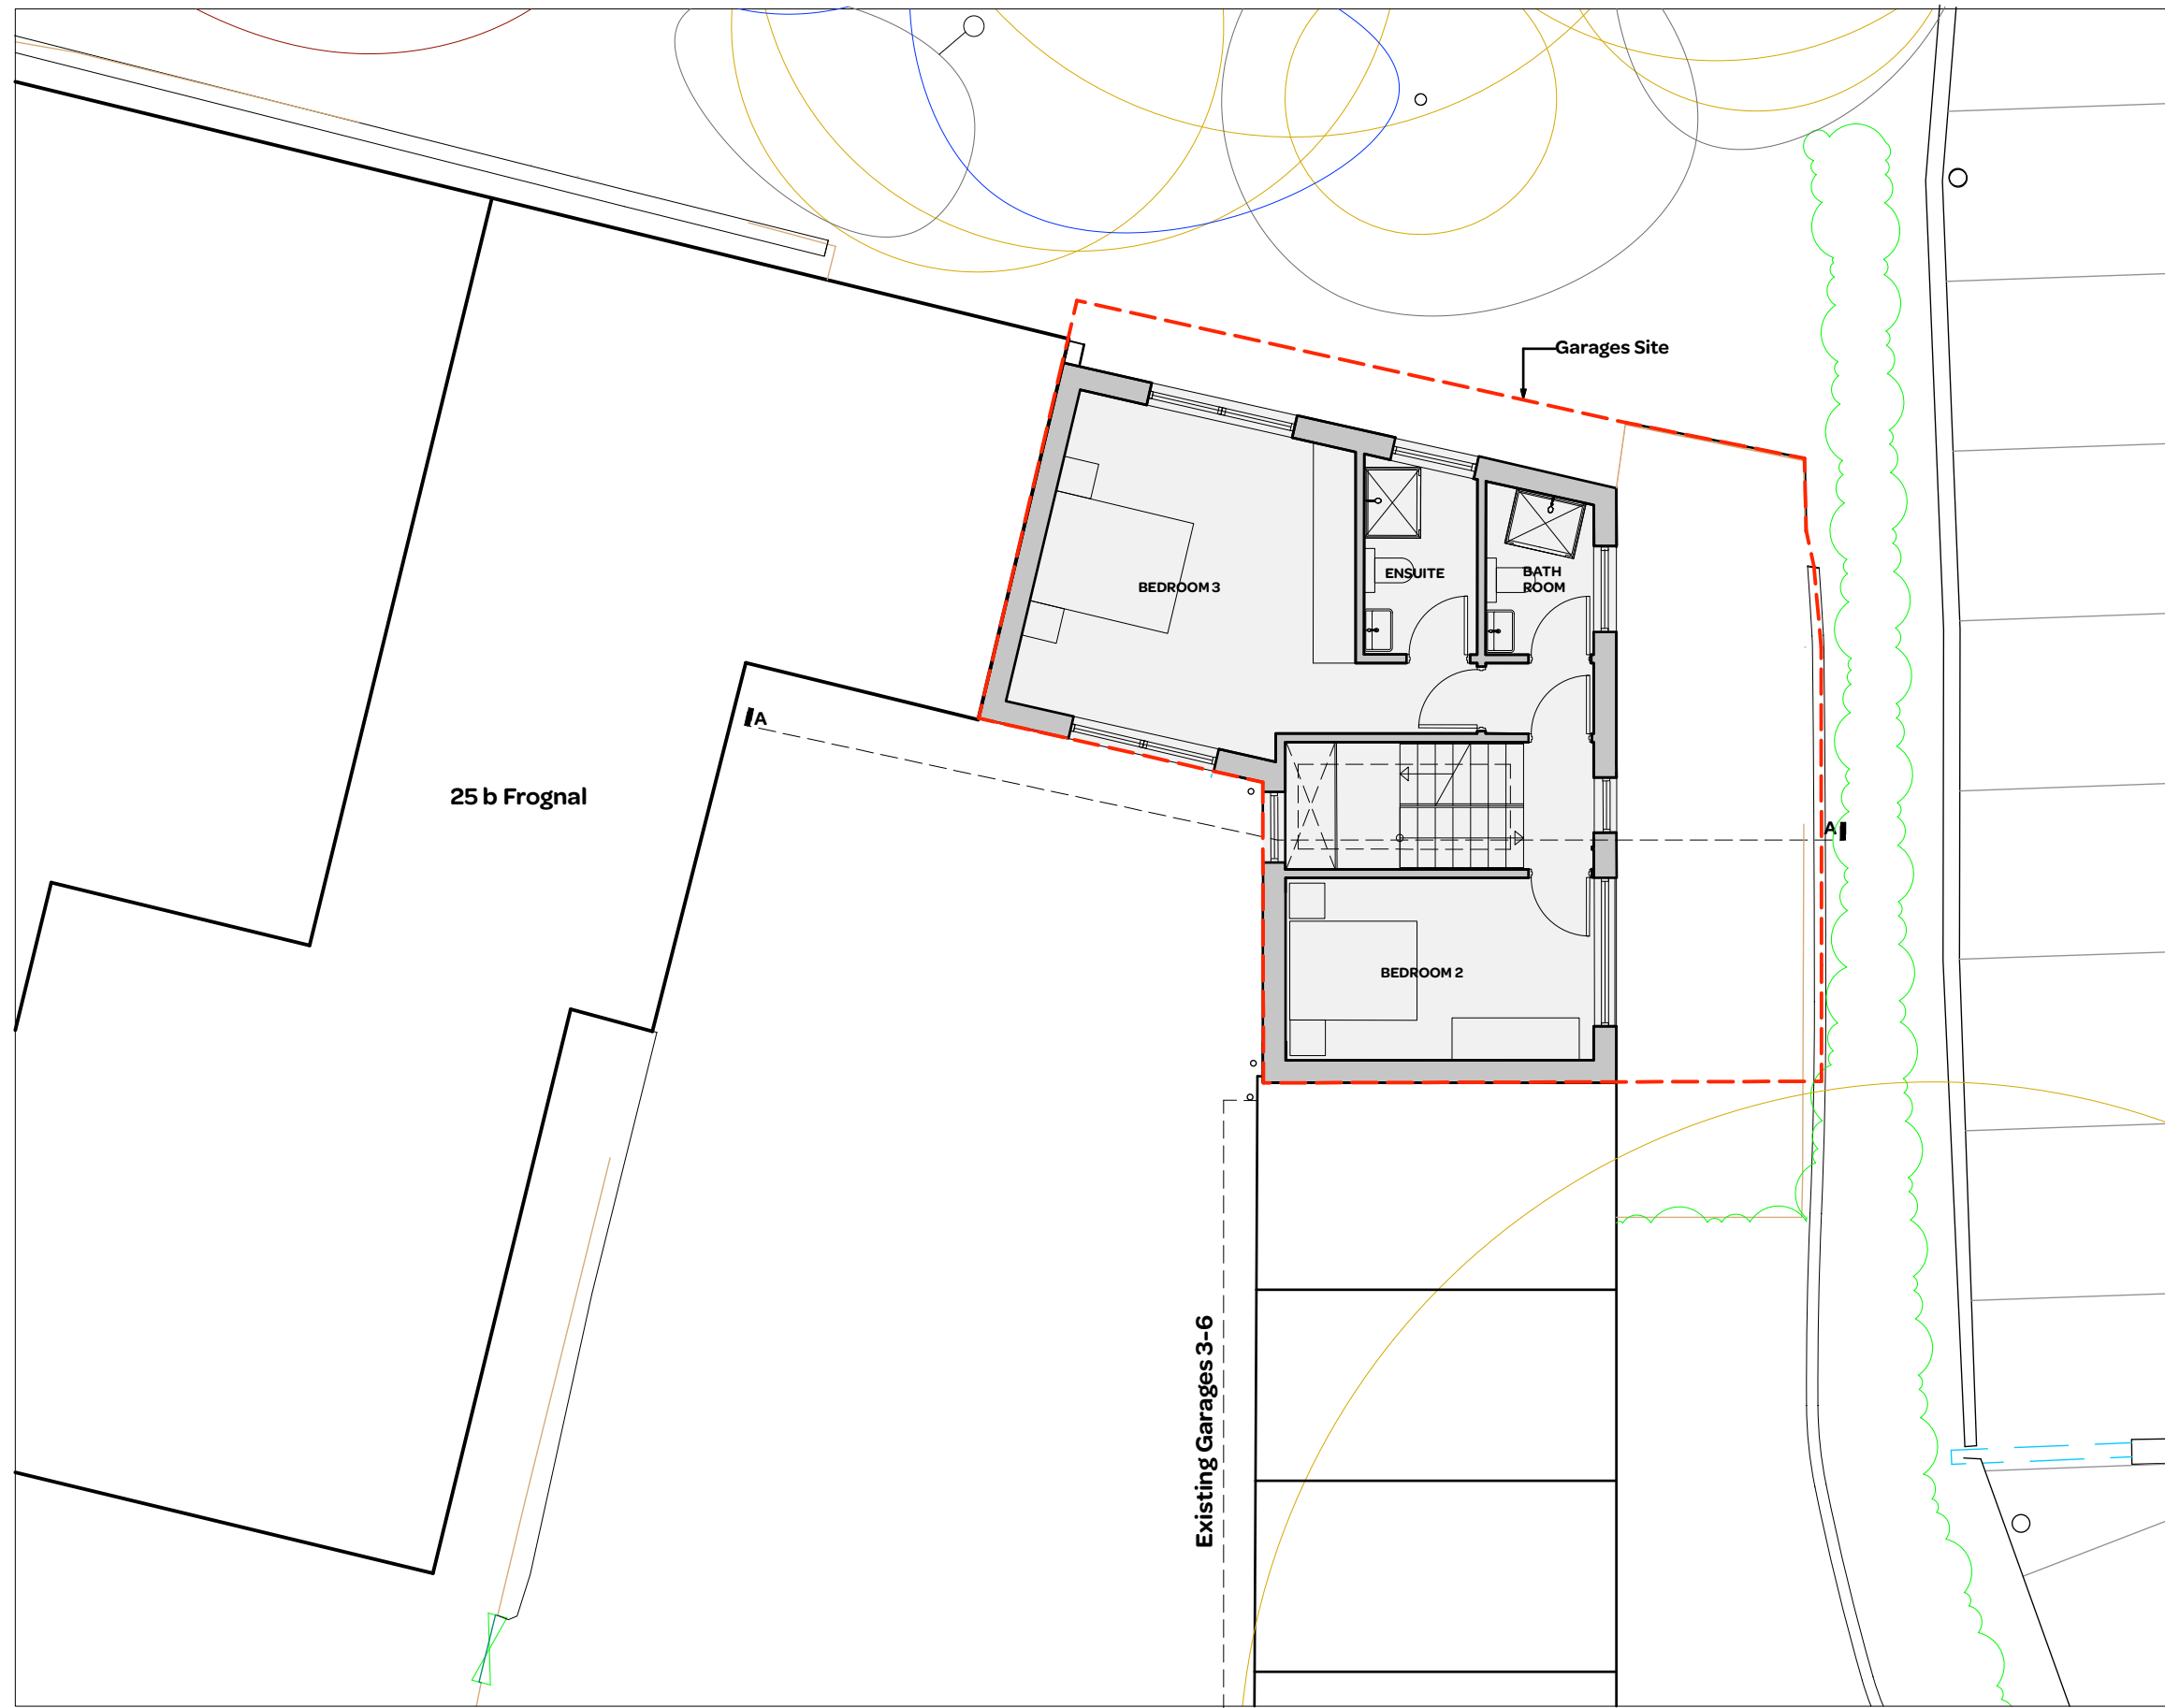 Garages Site
BEDROOM 3
ENSUITE
BATH
ROOM
A
25 b Frognal
A
BEDROOM 2
Existing Garages 3-6